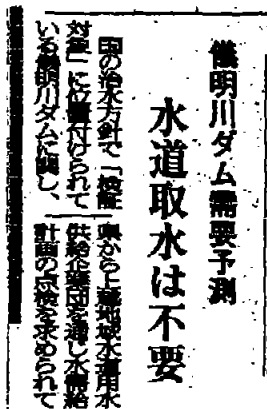 儀明川ダム需要予測
水道取水は不要
国の治水方針で「検証
対象」に位置付けられて
いる儀明川ダムに関し、
県から上越地域水道用水
供給企業団を通し水需給
計画の点検を求められて